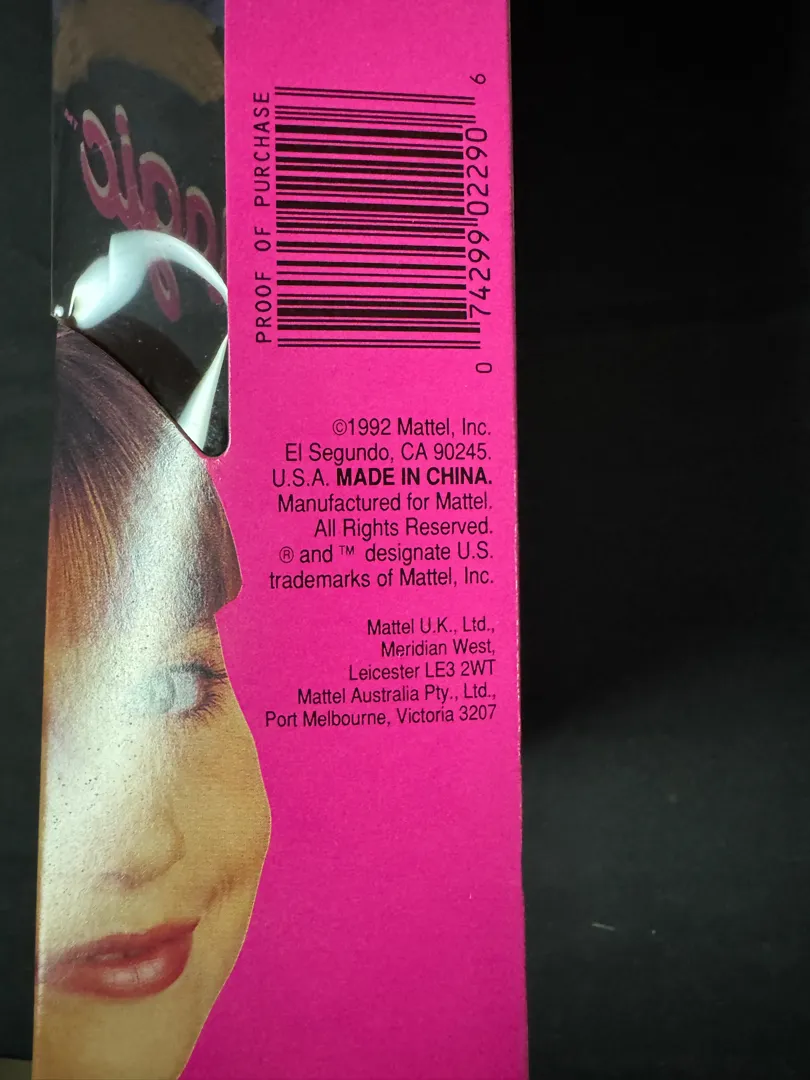 PROOF OF PURCHASE
0 74299 02290 6
©1992 Mattel, Inc.
El Segundo, CA 90245.
U.S.A. MADE IN CHINA.
Manufactured for Mattel.
All Rights Reserved.
® and ™ designate U.S.
trademarks of Mattel, Inc.
Mattel U.K., Ltd.,
Meridian West,
Leicester LE3 2WT
Mattel Australia Pty., Ltd.,
Port Melbourne, Victoria 3207